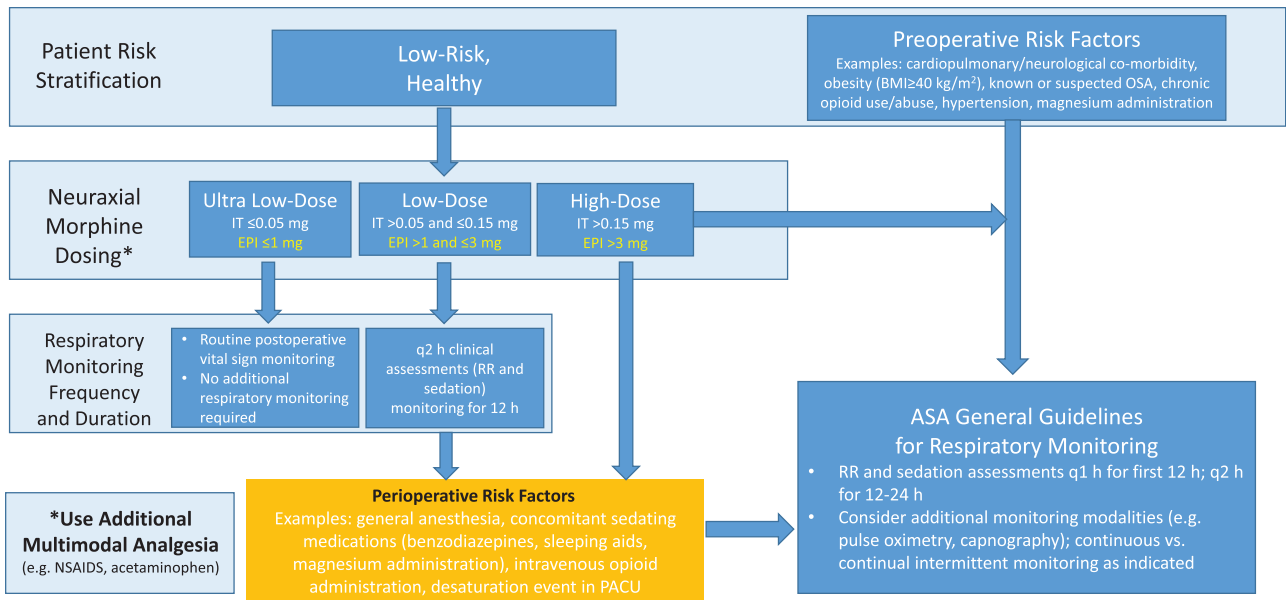 Patient Risk
Stratification
Low-Risk,
Healthy
Preoperative Risk Factors
Examples: cardiopulmonary/neurological co-morbidity,
obesity (BMI≥40 kg/m²), known or suspected OSA, chronic
opioid use/abuse, hypertension, magnesium administration
Neuraxial
Morphine
Dosing*
Ultra Low-Dose
IT ≤0.05 mg
EPI ≤1 mg
Low-Dose
IT >0.05 and ≤0.15 mg
EPI >1 and ≤3 mg
High-Dose
IT >0.15 mg
EPI >3 mg
Respiratory
Monitoring
Frequency
and Duration
• Routine postoperative
vital sign monitoring
• No additional
respiratory monitoring
required
q2 h clinical
assessments (RR and
sedation)
monitoring for 12 h
ASA General Guidelines
for Respiratory Monitoring
• RR and sedation assessments q1 h for first 12 h; q2 h
for 12-24 h
• Consider additional monitoring modalities (e.g.
pulse oximetry, capnography); continuous vs.
continual intermittent monitoring as indicated
*Use Additional
Multimodal Analgesia
(e.g. NSAIDS, acetaminophen)
Perioperative Risk Factors
Examples: general anesthesia, concomitant sedating
medications (benzodiazepines, sleeping aids,
magnesium administration), intravenous opioid
administration, desaturation event in PACU